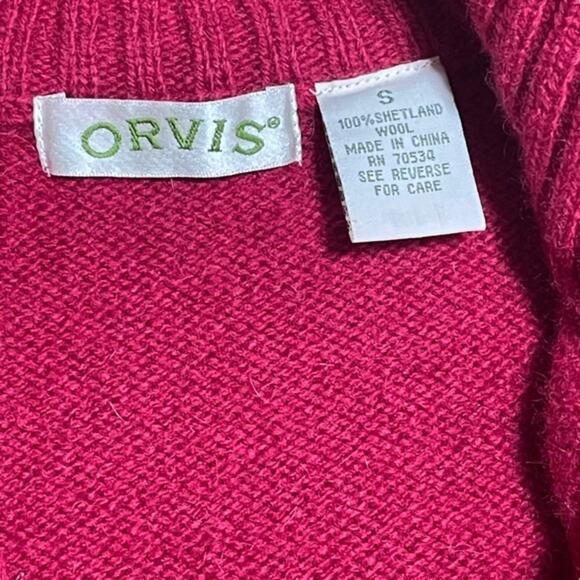 ORVIS®
S
100%SHETLAND
WOOL
MADE IN CHINA
RN 70534
SEE REVERSE
FOR CARE